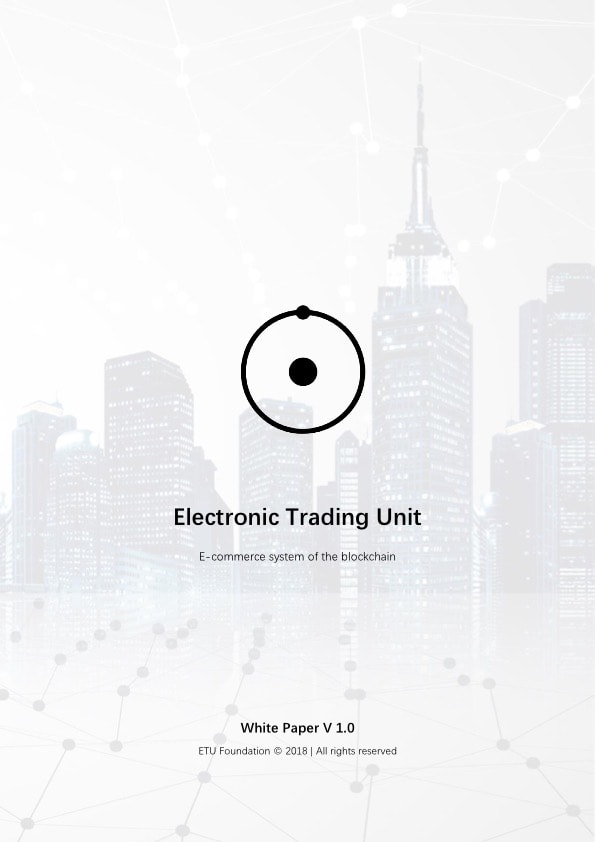 Electronic Trading Unit
E-commerce system of the blockchain
White Paper V 1.0
ETU Foundation © 2018 | All rights reserved